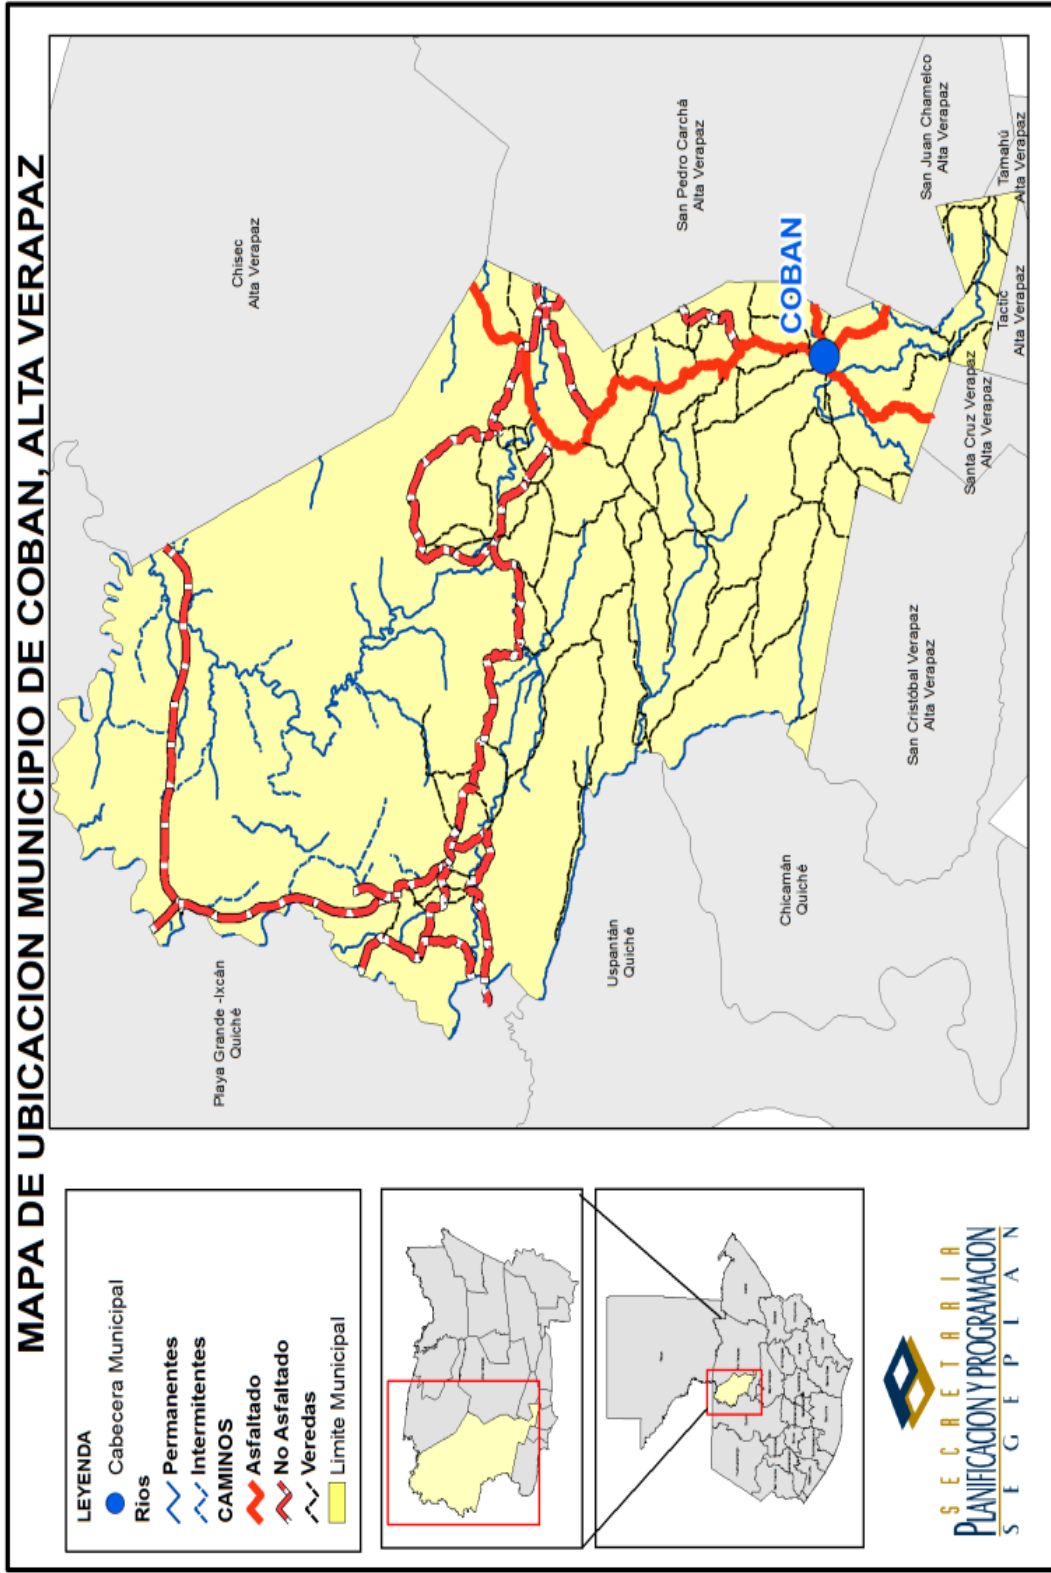 MAPA DE UBICACION MUNICIPIO DE COBAN, ALTA VERAPAZ
LEYENDA
Cabecera Municipal
Rios
Permanentes
Intermitentes
CAMINOS
Asfaltado
No Asfaltado
Veredas
Limite Municipal
Playa Grande -Ixcán
Quiché
Chisec
Alta Verapaz
San Pedro Carchá
Alta Verapaz
COBAN
San Juan Chamelco
Alta Verapaz
Tamahú
Alta Verapaz
Tactic
Alta Verapaz
Santa Cruz Verapaz
Alta Verapaz
San Cristóbal Verapaz
Alta Verapaz
Chicamán
Quiché
Uspantán
Quiché
SECRETARIA
PLANIFICACION Y PROGRAMACION
SEGEPLAN